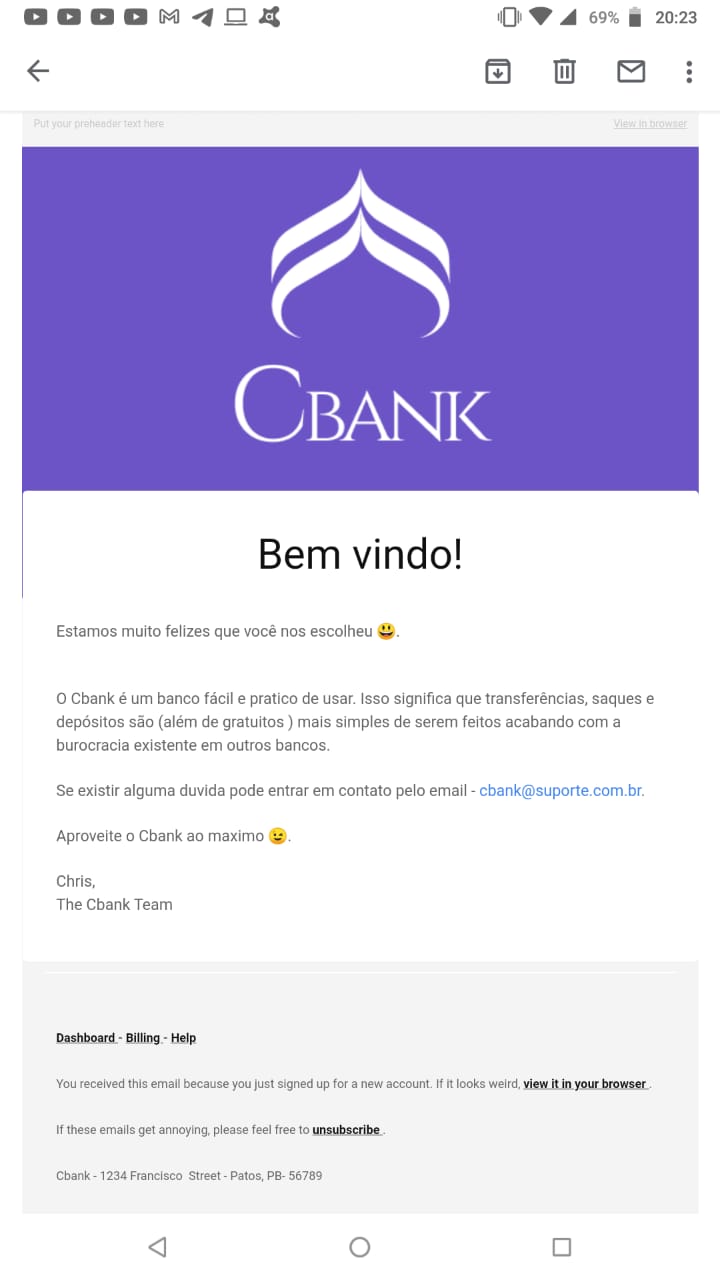 69% 20:23
Put your preheader text here View in browser
CBANK
Bem vindo!
Estamos muito felizes que você nos escolheu 😃.
O Cbank é um banco fácil e pratico de usar. Isso significa que transferências, saques e
depósitos são (além de gratuitos ) mais simples de serem feitos acabando com a
burocracia existente em outros bancos.
Se existir alguma duvida pode entrar em contato pelo email - cbank@suporte.com.br.
Aproveite o Cbank ao maximo 😉.
Chris,
The Cbank Team
Dashboard - Billing - Help
You received this email because you just signed up for a new account. If it looks weird, view it in your browser .
If these emails get annoying, please feel free to unsubscribe .
Cbank - 1234 Francisco  Street - Patos, PB- 56789